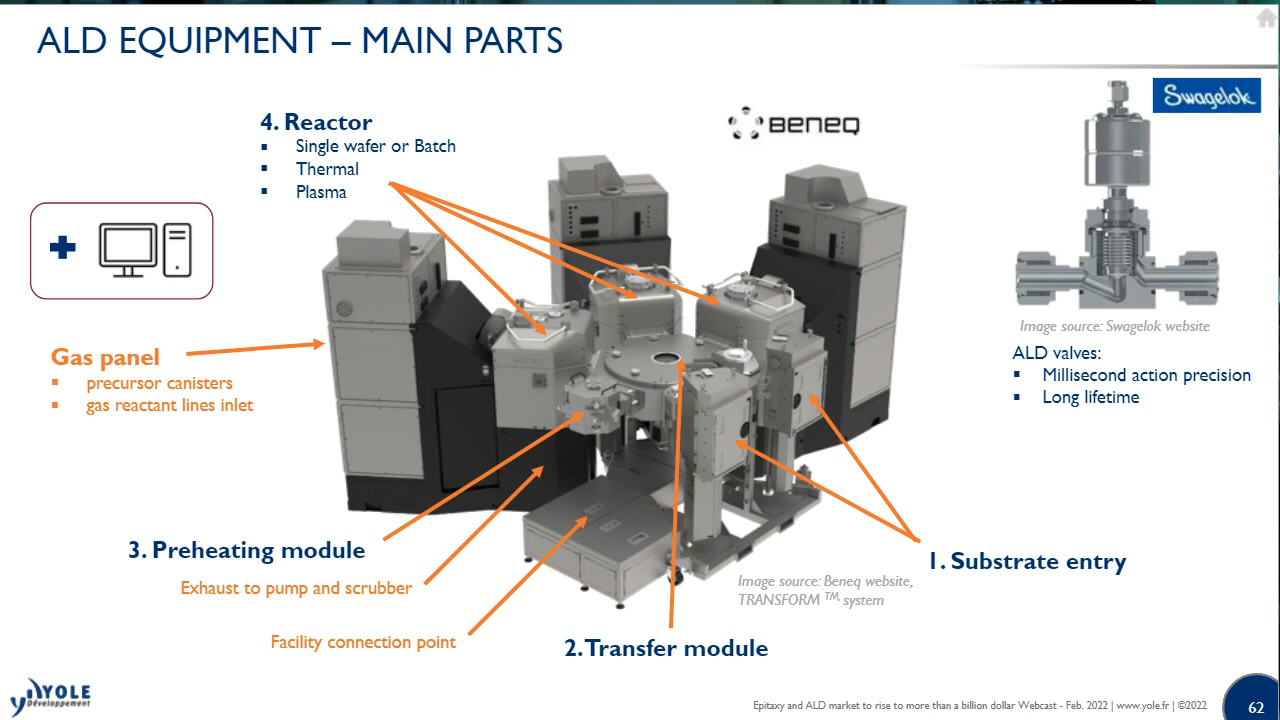 ALD EQUIPMENT – MAIN PARTS
Swagelok
4. Reactor
▪ Single wafer or Batch
▪ Thermal
▪ Plasma
BENEQ
Image source: Swagelok website
ALD valves:
▪ Millisecond action precision
▪ Long lifetime
Gas panel
▪ precursor canisters
▪ gas reactant lines inlet
3. Preheating module
Exhaust to pump and scrubber
Facility connection point
2. Transfer module
1. Substrate entry
Image source: Beneq website,
TRANSFORM TM, system
YOLE
Développement
Epitaxy and ALD market to rise to more than a billion dollar Webcast - Feb. 2022 | www.yole.fr | ©2022
62